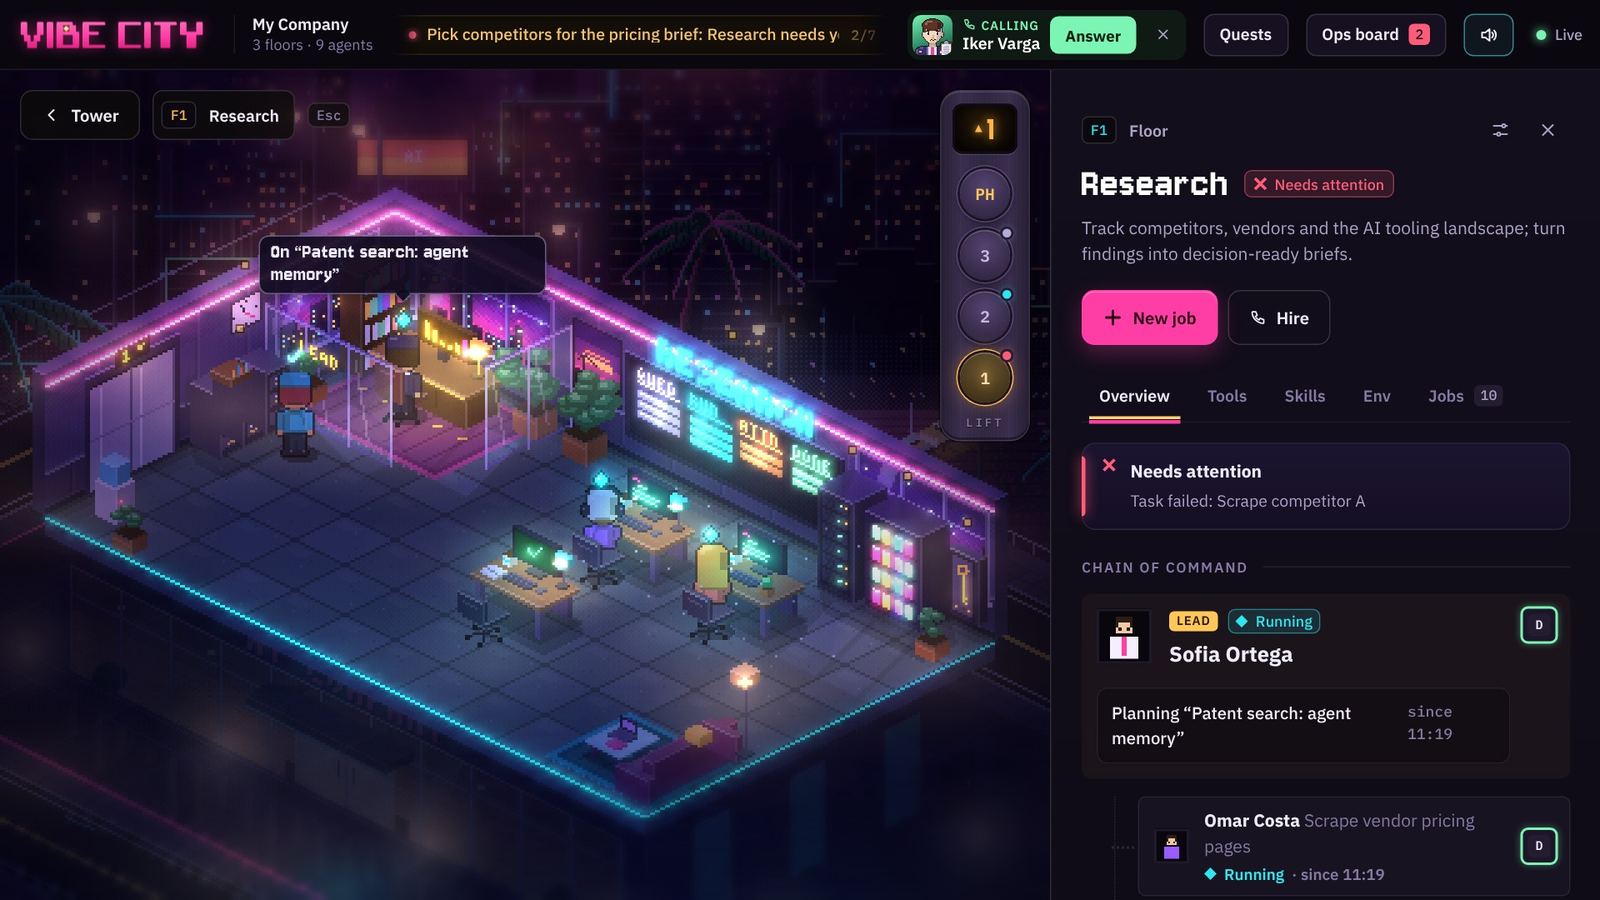 VIBE CITY
My Company
3 floors · 9 agents
Pick competitors for the pricing brief: Research needs y
2/7
CALLING
Iker Varga
Answer
Quests
Ops board 2
Live
Tower
F1 Research
Esc
AI
1
PH
3
2
1
LIFT
On “Patent search: agent
memory”
LEAD
F1 Floor
Research
Needs attention
Track competitors, vendors and the AI tooling landscape; turn
findings into decision-ready briefs.
New job
Hire
Overview
Tools
Skills
Env
Jobs 10
Needs attention
Task failed: Scrape competitor A
CHAIN OF COMMAND
LEAD
Running
D
Sofia Ortega
Planning “Patent search: agent
memory”
since
11:19
Omar Costa Scrape vendor pricing
pages
D
Running · since 11:19